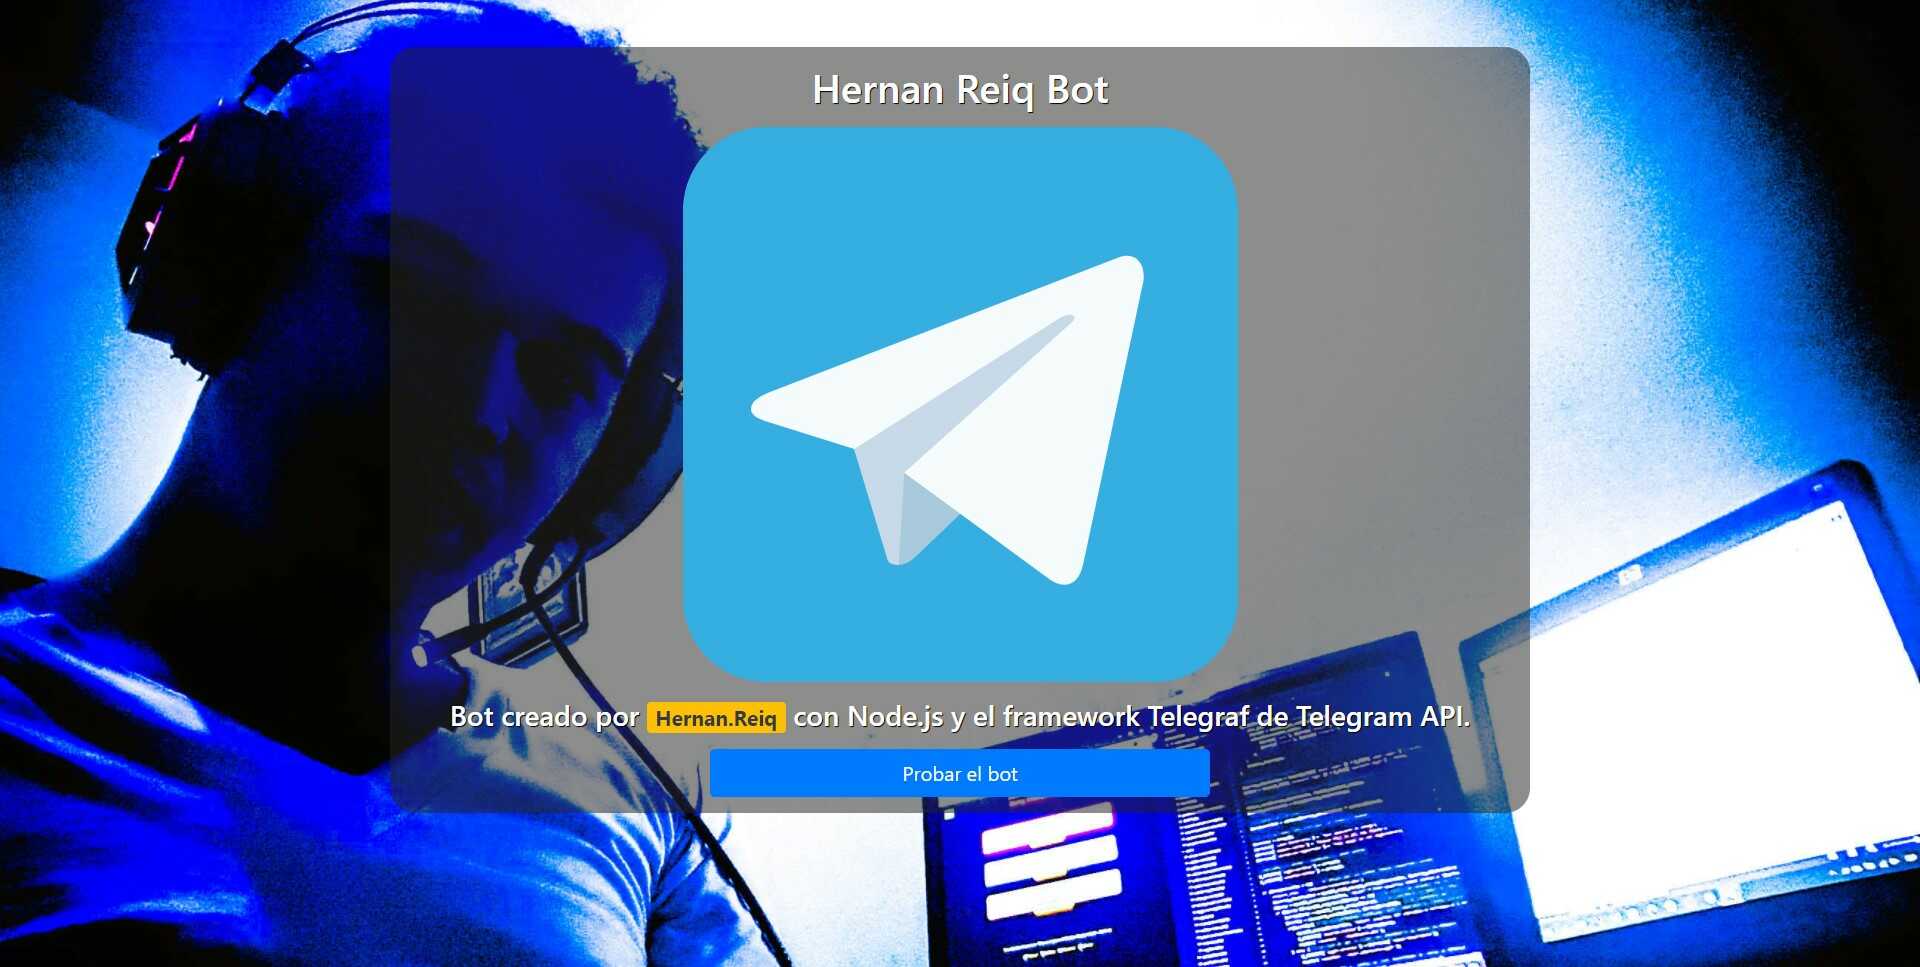 Hernan Reiq Bot
Bot creado por Hernan.Reiq con Node.js y el framework Telegraf de Telegram API.
Probar el bot